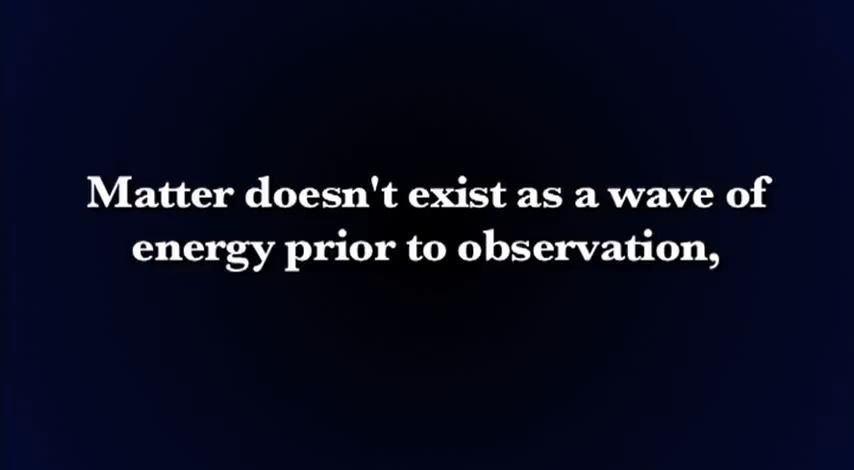 Matter doesn't exist as a wave of
energy prior to observation,